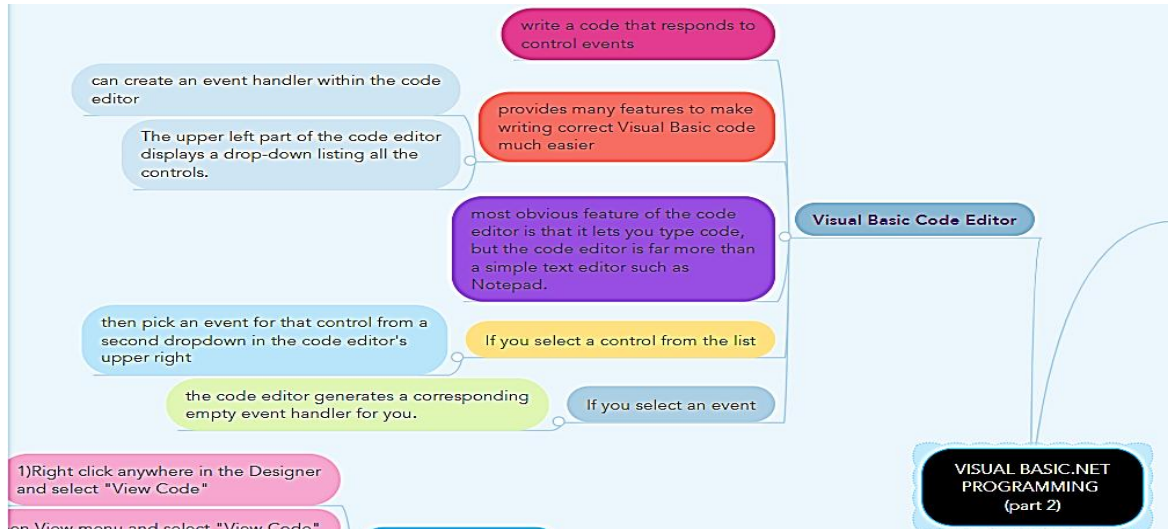 write a code that responds to
control events
can create an event handler within the code
editor
provides many features to make
writing correct Visual Basic code
much easier
The upper left part of the code editor
displays a drop-down listing all the
controls.
most obvious feature of the code
editor is that it lets you type code,
but the code editor is far more than
a simple text editor such as
Notepad.
Visual Basic Code Editor
then pick an event for that control from a
second dropdown in the code editor's
upper right
If you select a control from the list
the code editor generates a corresponding
empty event handler for you.
If you select an event
1)Right click anywhere in the Designer
and select "View Code"
View menu and select "View Code"
VISUAL BASIC.NET
PROGRAMMING
(part 2)